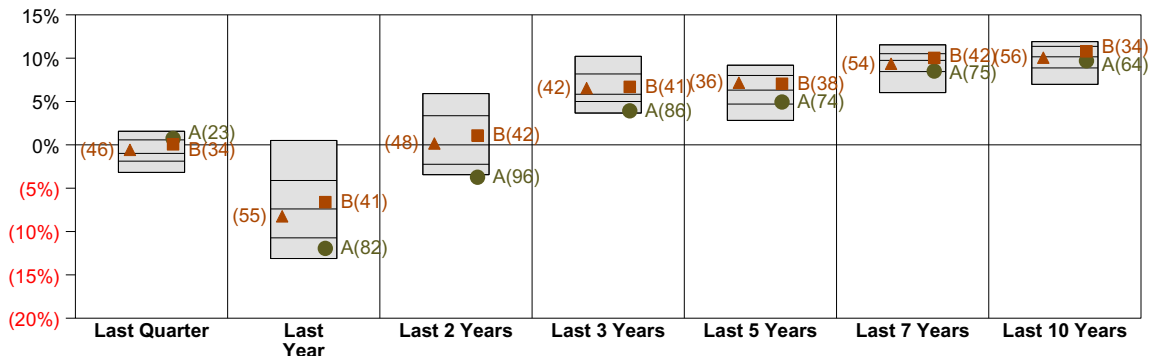 15%
10%
5%
0%
(5%)
(10%)
(15%)
(20%)
(46)
A(23)
B(34)
(55)
B(41)
A(82)
(48)
B(42)
A(96)
(42)
B(41)
A(86)
(36)
B(38)
A(74)
(54)
B(42)
A(75)
(56)
B(34)
A(64)
Last Quarter
Last
Year
Last 2 Years
Last 3 Years
Last 5 Years
Last 7 Years
Last 10 Years